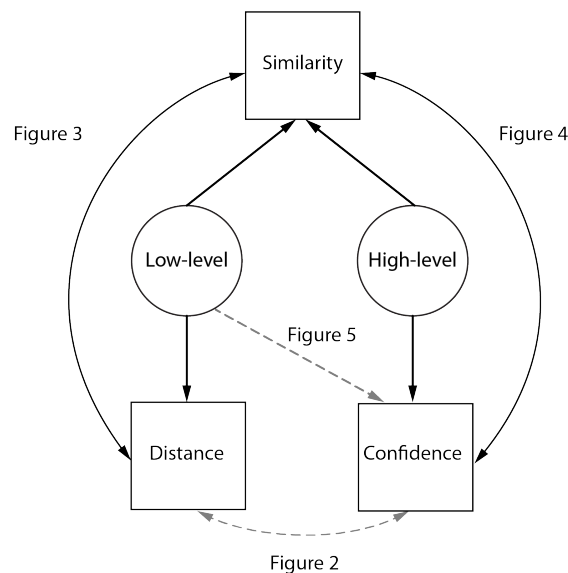 Similarity
Figure 3
Figure 4
Low-level
High-level
Figure 5
Distance
Confidence
Figure 2